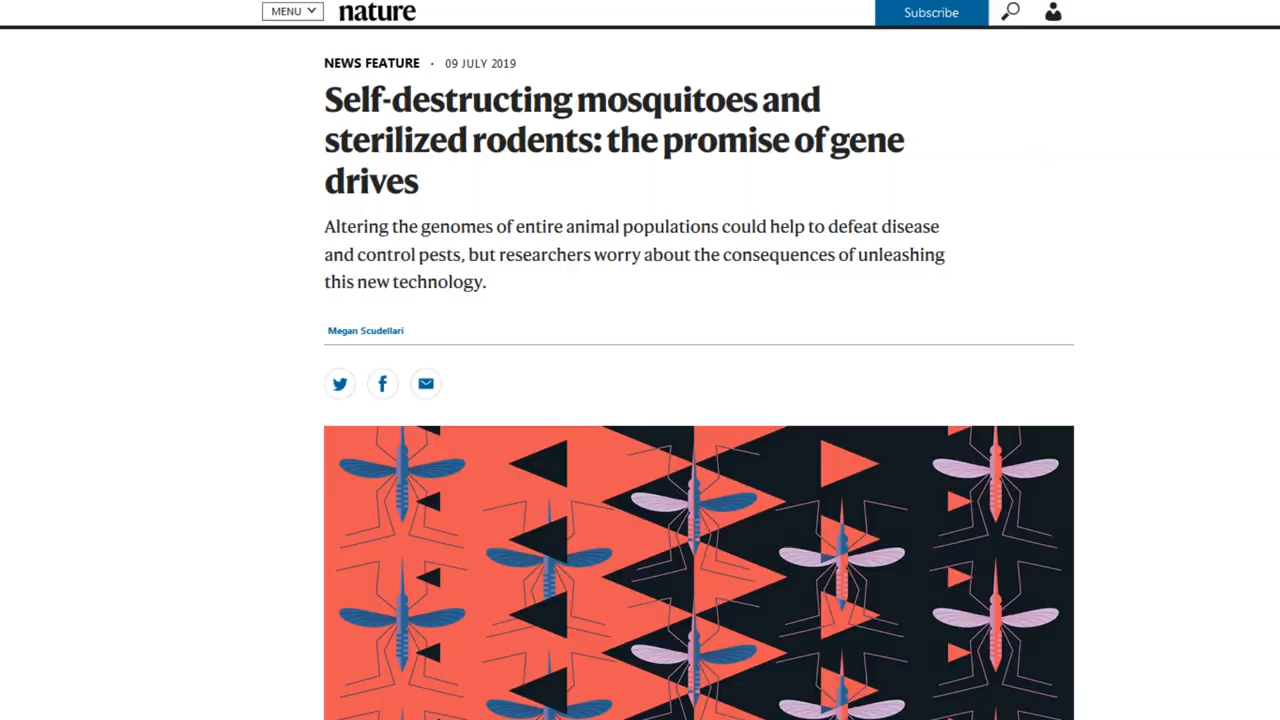 MENU
nature
Subscribe
NEWS FEATURE · 09 JULY 2019
Self-destructing mosquitoes and
sterilized rodents: the promise of gene
drives
Altering the genomes of entire animal populations could help to defeat disease
and control pests, but researchers worry about the consequences of unleashing
this new technology.
Megan Scudellari